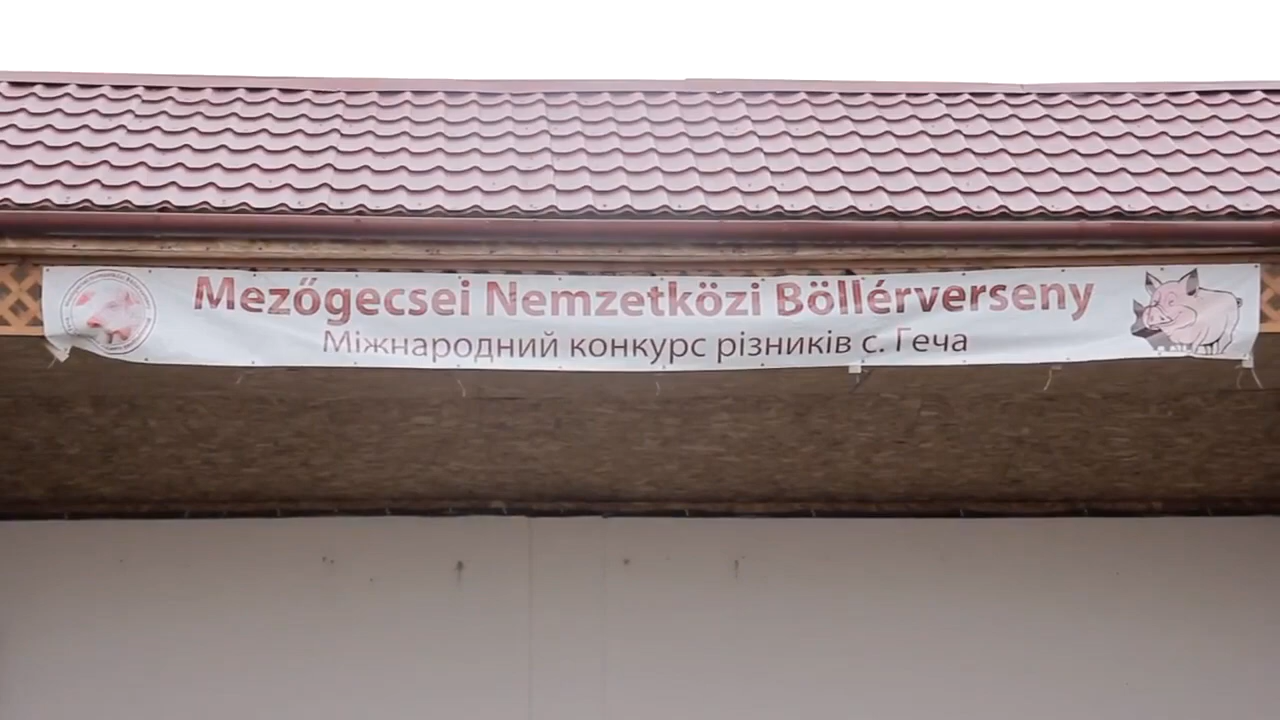 Mezőgecsei Nemzetközi Böllérverseny
Міжнародний конкурс різників с. Геча